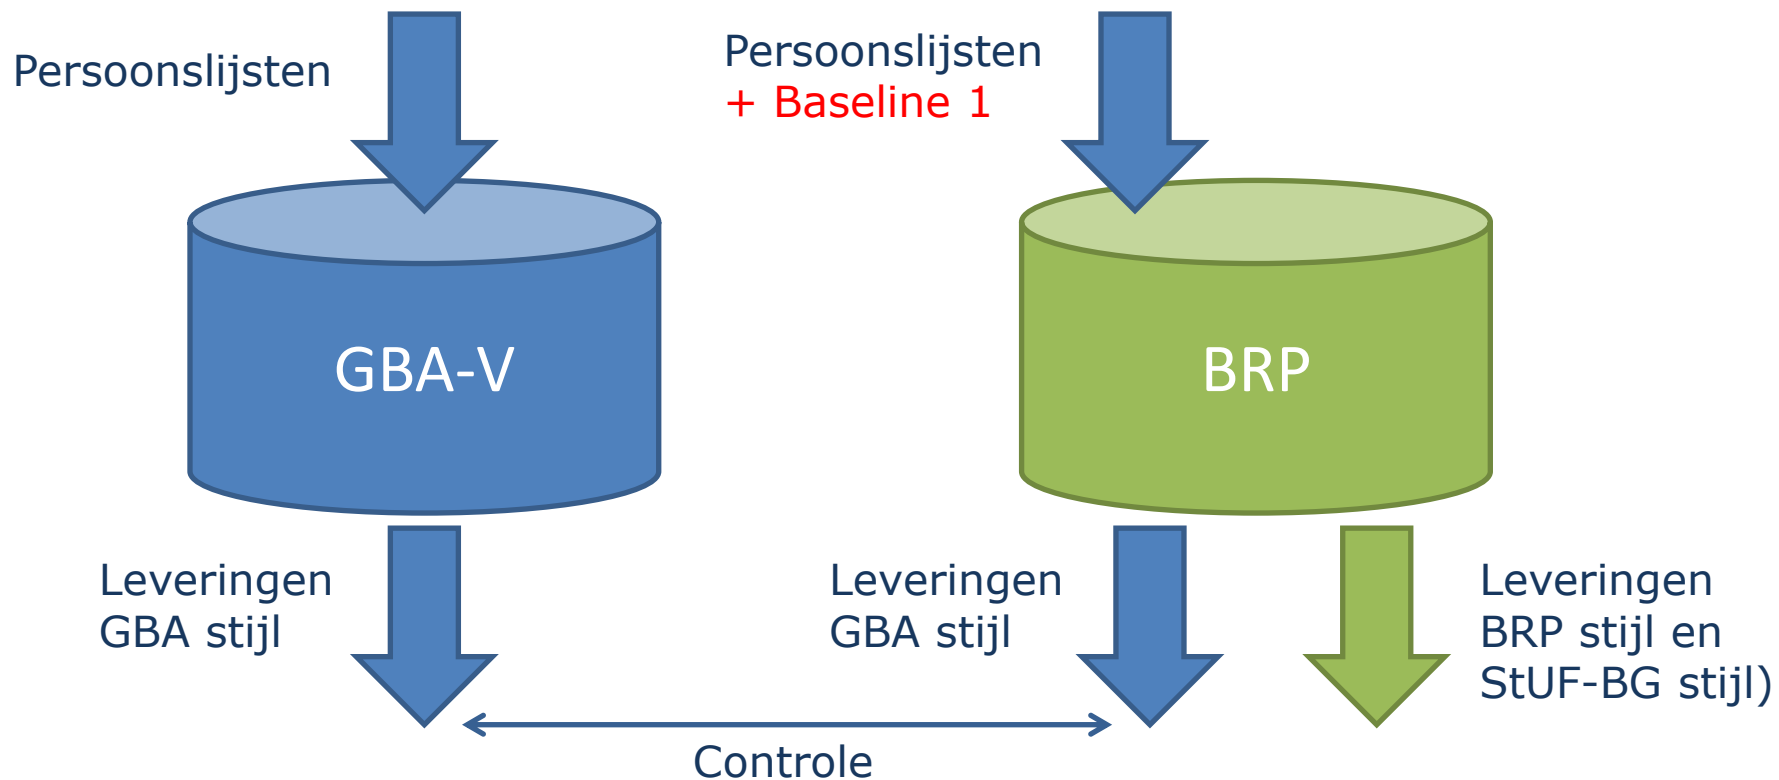 Persoonslijsten
Persoonslijsten
+ Baseline 1
GBA-V
BRP
Leveringen
GBA stijl
Leveringen
GBA stijl
Leveringen
BRP stijl en
StUF-BG stijl)
Controle